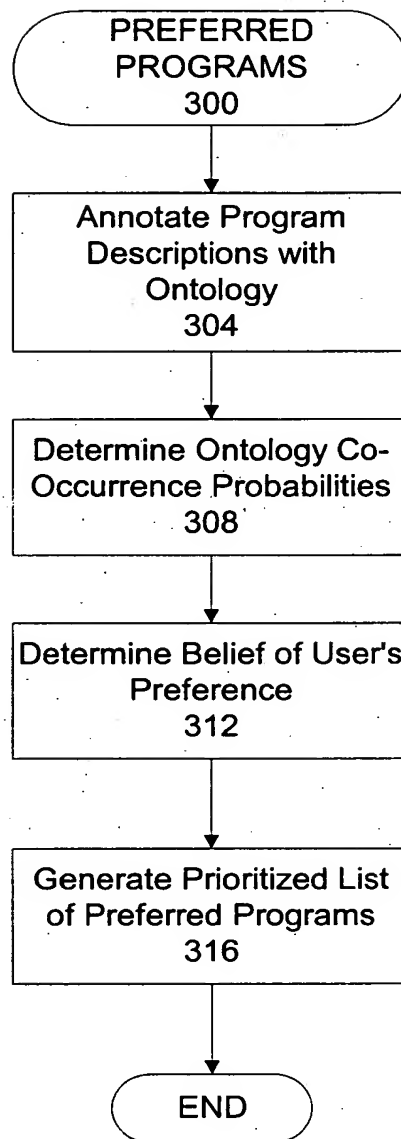 PREFERRED
PROGRAMS
300
Annotate Program
Descriptions with
Ontology
304
Determine Ontology Co-
Occurrence Probabilities
308
Determine Belief of User's
Preference
312
Generate Prioritized List
of Preferred Programs
316
END